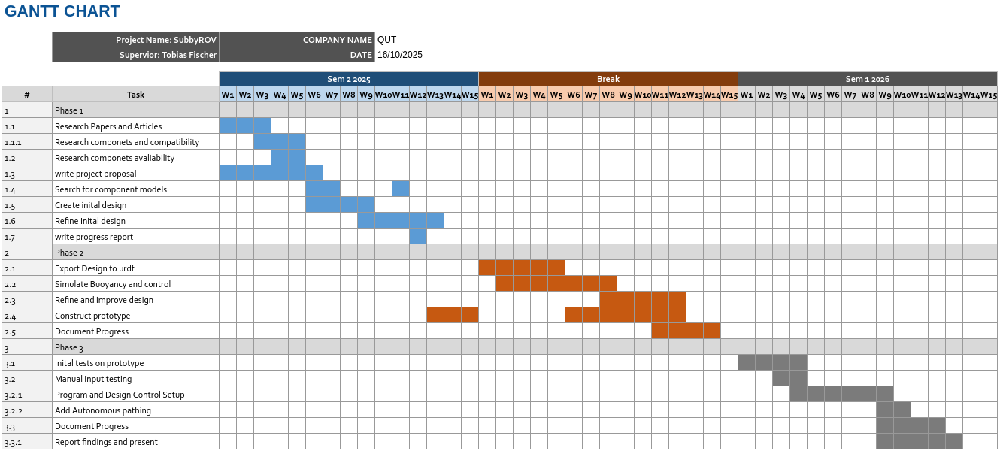 GANTT CHART
Project Name: SubbyROV COMPANY NAME QUT
Supervior: Tobias Fischer DATE 16/10/2025
Sem 2 2025 Break Sem 1 2026
# Task W1 W2 W3 W4 W5 W6 W7 W8 W9 W10 W11 W12 W13 W14 W15 W1 W2 W3 W4 W5 W6 W7 W8 W9 W10 W11 W12 W13 W14 W15 W1 W2 W3 W4 W5 W6 W7 W8 W9 W10 W11 W12 W13 W14 W15
1 Phase 1
1.1 Research Papers and Articles
1.1.1 Research componets and compatibility
1.2 Research componets avaliability
1.3 write project proposal
1.4 Search for component models
1.5 Create inital design
1.6 Refine Inital design
1.7 write progress report
2 Phase 2
2.1 Export Design to urdf
2.2 Simulate Buoyancy and control
2.3 Refine and improve design
2.4 Construct prototype
2.5 Document Progress
3 Phase 3
3.1 Inital tests on prototype
3.2 Manual Input testing
3.2.1 Program and Design Control Setup
3.2.2 Add Autonomous pathing
3.3 Document Progress
3.3.1 Report findings and present